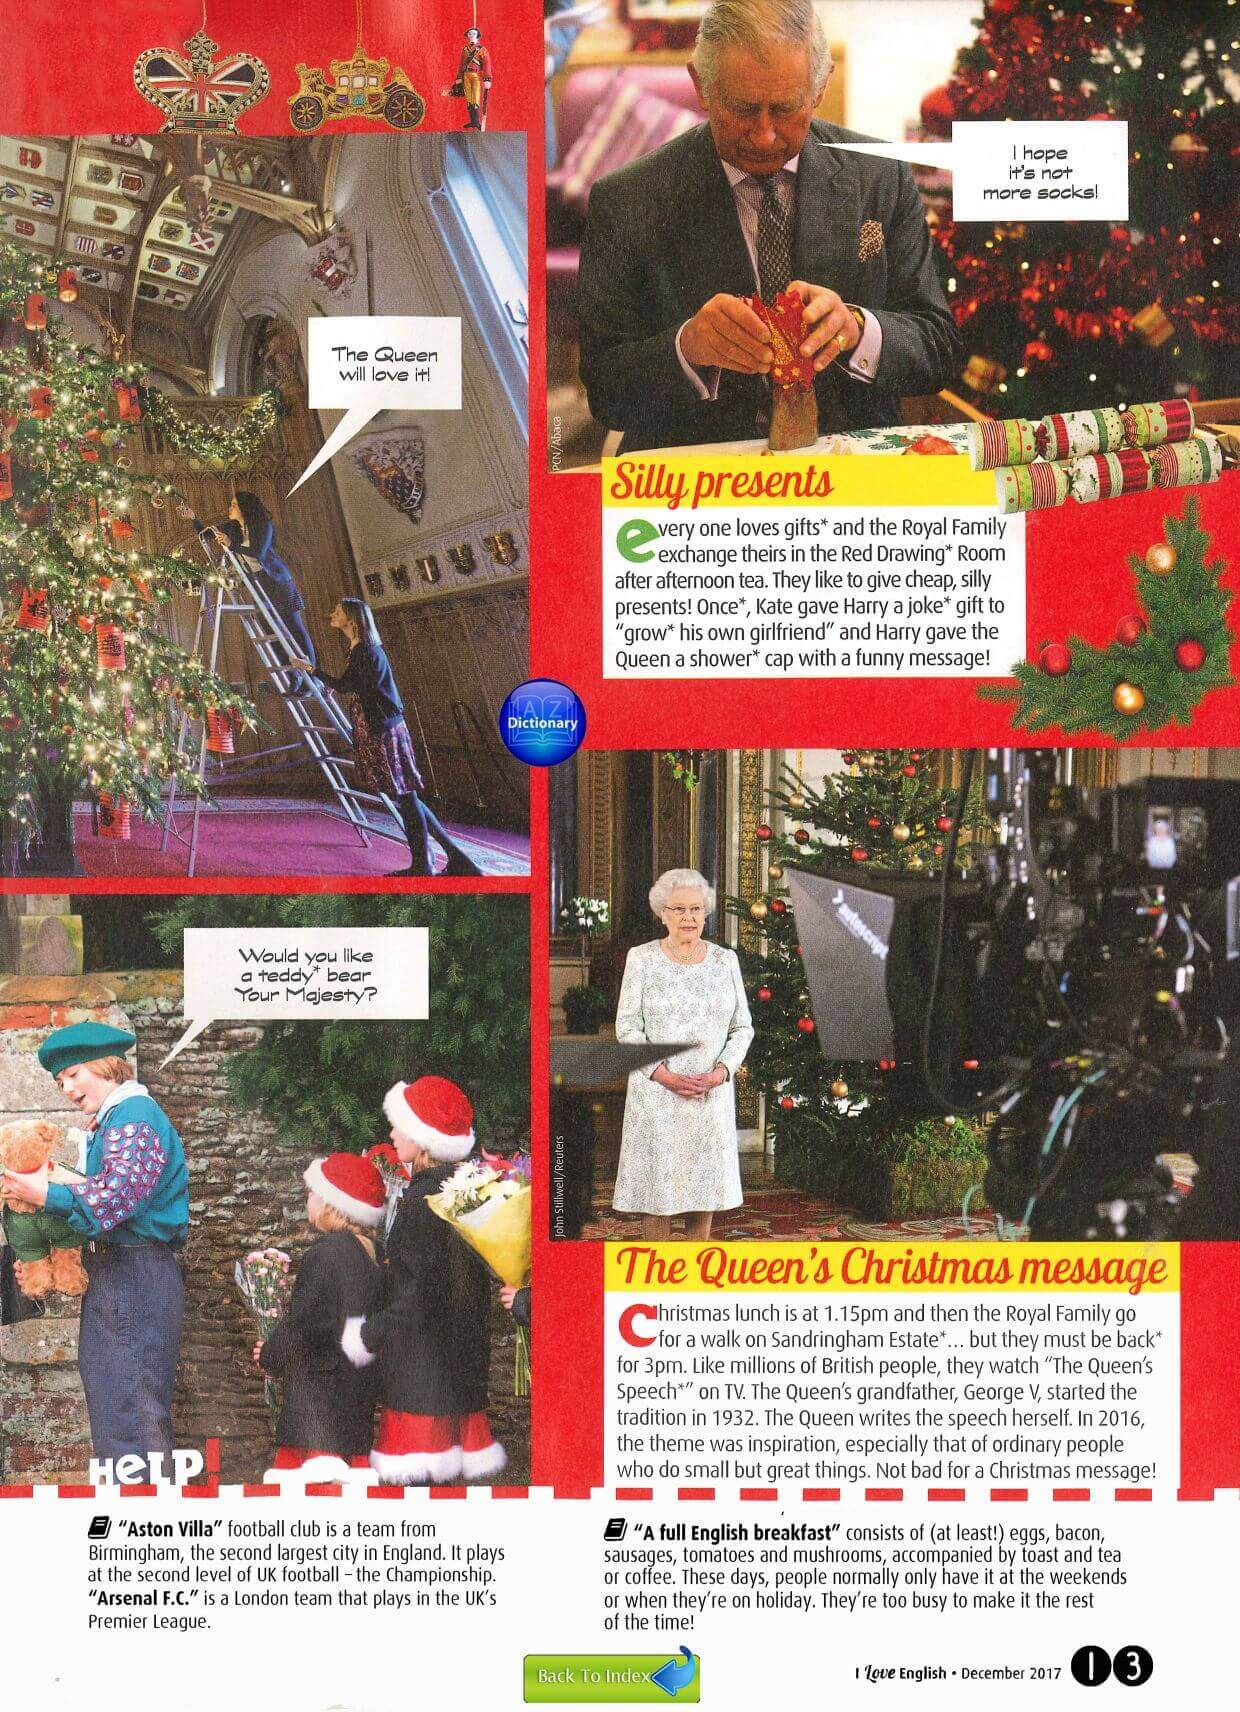 I hope
it's not
more socks!
The Queen
will love it!
PCN/Abaca
Silly presents
every one loves gifts* and the Royal Family
exchange theirs in the Red Drawing* Room
after afternoon tea. They like to give cheap, silly
presents! Once*, Kate gave Harry a joke* gift to
"grow* his own girlfriend" and Harry gave the
Queen a shower* cap with a funny message!
A Z
Dictionary
Would you like
a teddy* bear
Your Majesty?
autoscript
John Stillwell/Reuters
The Queen's Christmas message
Christmas lunch is at 1.15pm and then the Royal Family go
for a walk on Sandringham Estate*... but they must be back*
for 3pm. Like millions of British people, they watch "The Queen's
Speech*" on TV. The Queen's grandfather, George V, started the
tradition in 1932. The Queen writes the speech herself. In 2016,
the theme was inspiration, especially that of ordinary people
who do small but great things. Not bad for a Christmas message!
HeLP!
"Aston Villa" football club is a team from
Birmingham, the second largest city in England. It plays
at the second level of UK football – the Championship.
"Arsenal F.C." is a London team that plays in the UK's
Premier League.
"A full English breakfast" consists of (at least!) eggs, bacon,
sausages, tomatoes and mushrooms, accompanied by toast and tea
or coffee. These days, people normally only have it at the weekends
or when they're on holiday. They're too busy to make it the rest
of the time!
Back To Index
I Love English • December 2017 13